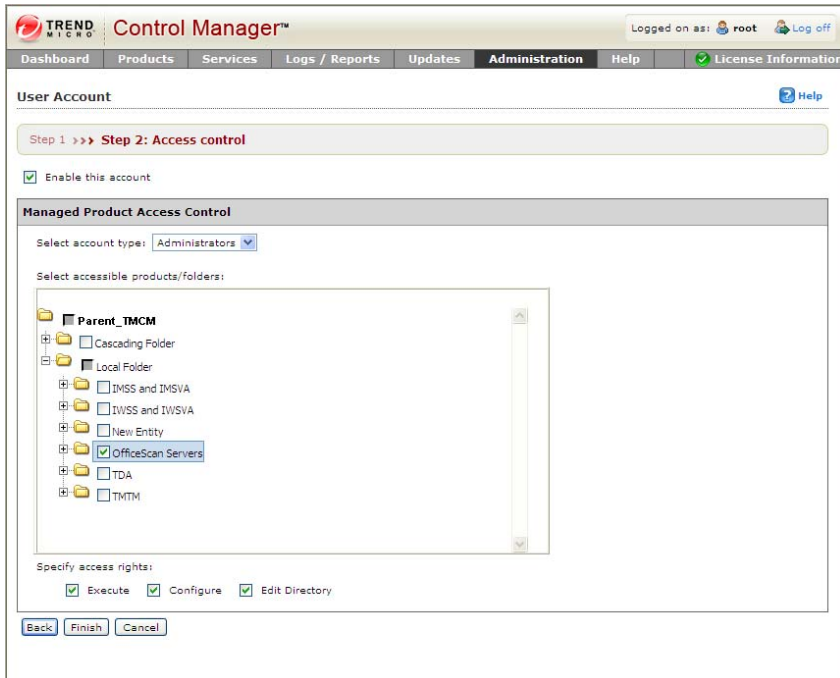 TREND MICRO Control Manager™ Logged on as: root Log off
Dashboard Products Services Logs / Reports Updates Administration Help License Information
User Account Help
Step 1 >>> Step 2: Access control
Enable this account
Managed Product Access Control
Select account type: Administrators
Select accessible products/folders:
Parent_TMCM
Cascading Folder
Local Folder
IMSS and IMSVA
IWSS and IWSVA
New Entity
OfficeScan Servers
TDA
TMTM
Specify access rights:
Execute Configure Edit Directory
Back Finish Cancel